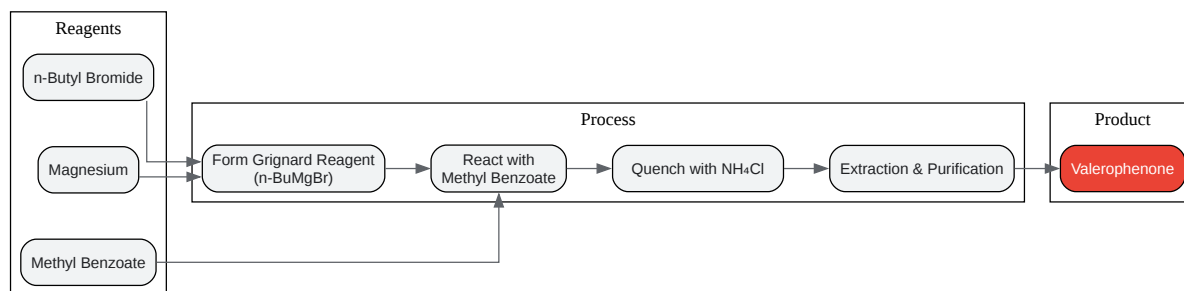 Reagents
n-Butyl Bromide
Magnesium
Methyl Benzoate
Process
Form Grignard Reagent
(n-BuMgBr)
React with
Methyl Benzoate
Quench with NH₄Cl
Extraction & Purification
Product
Valerophenone